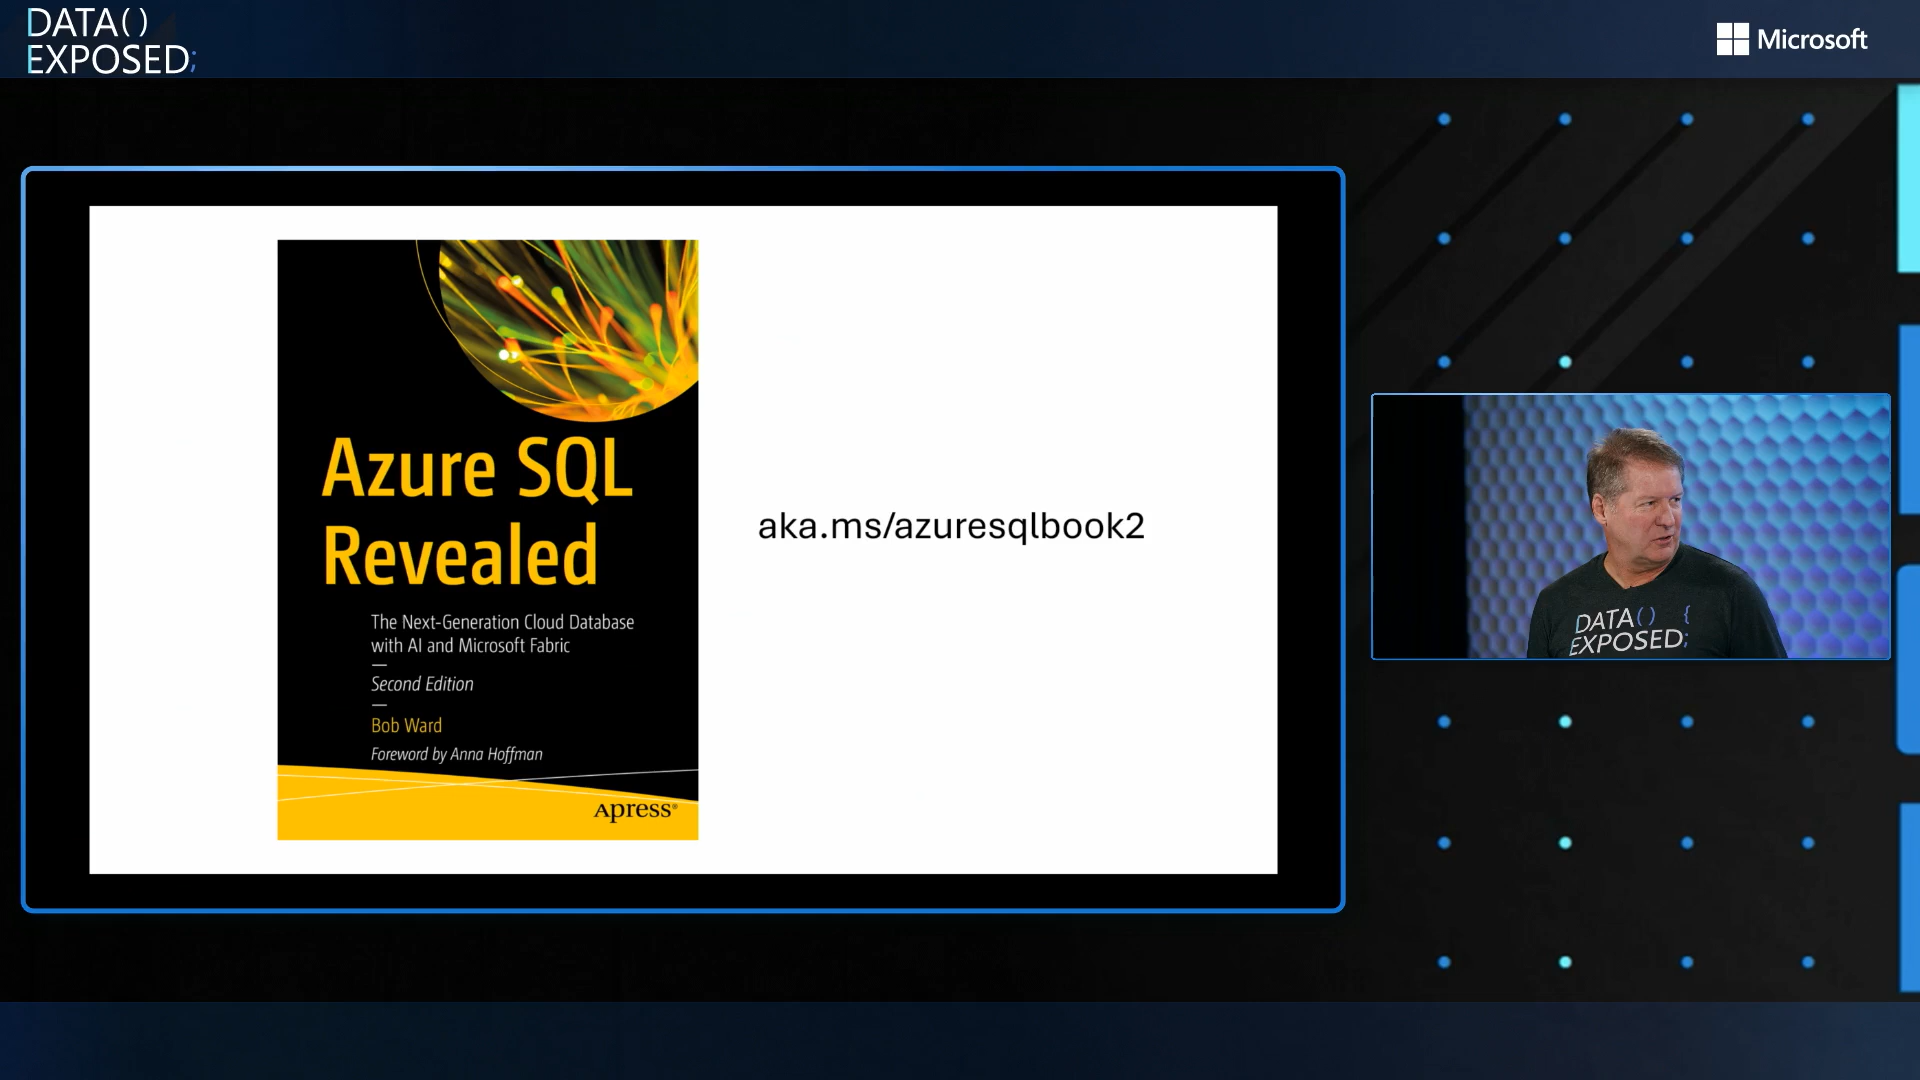 DATA()
EXPOSED;
Microsoft
Azure SQL
Revealed
The Next-Generation Cloud Database
with AI and Microsoft Fabric
Second Edition
Bob Ward
Foreword by Anna Hoffman
Apress®
aka.ms/azuresqlbook2
DATA() {
EXPOSED;